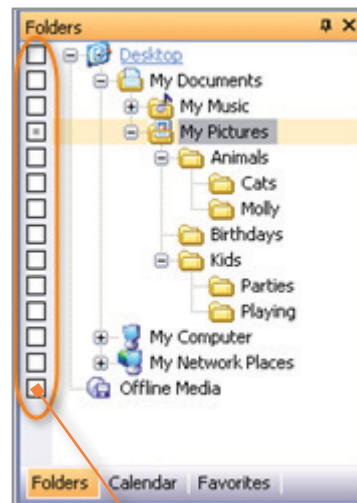 Folders
Desktop
My Documents
My Music
My Pictures
Animals
Cats
Molly
Birthdays
Kids
Parties
Playing
My Computer
My Network Places
Offline Media
Folders Calendar Favorites